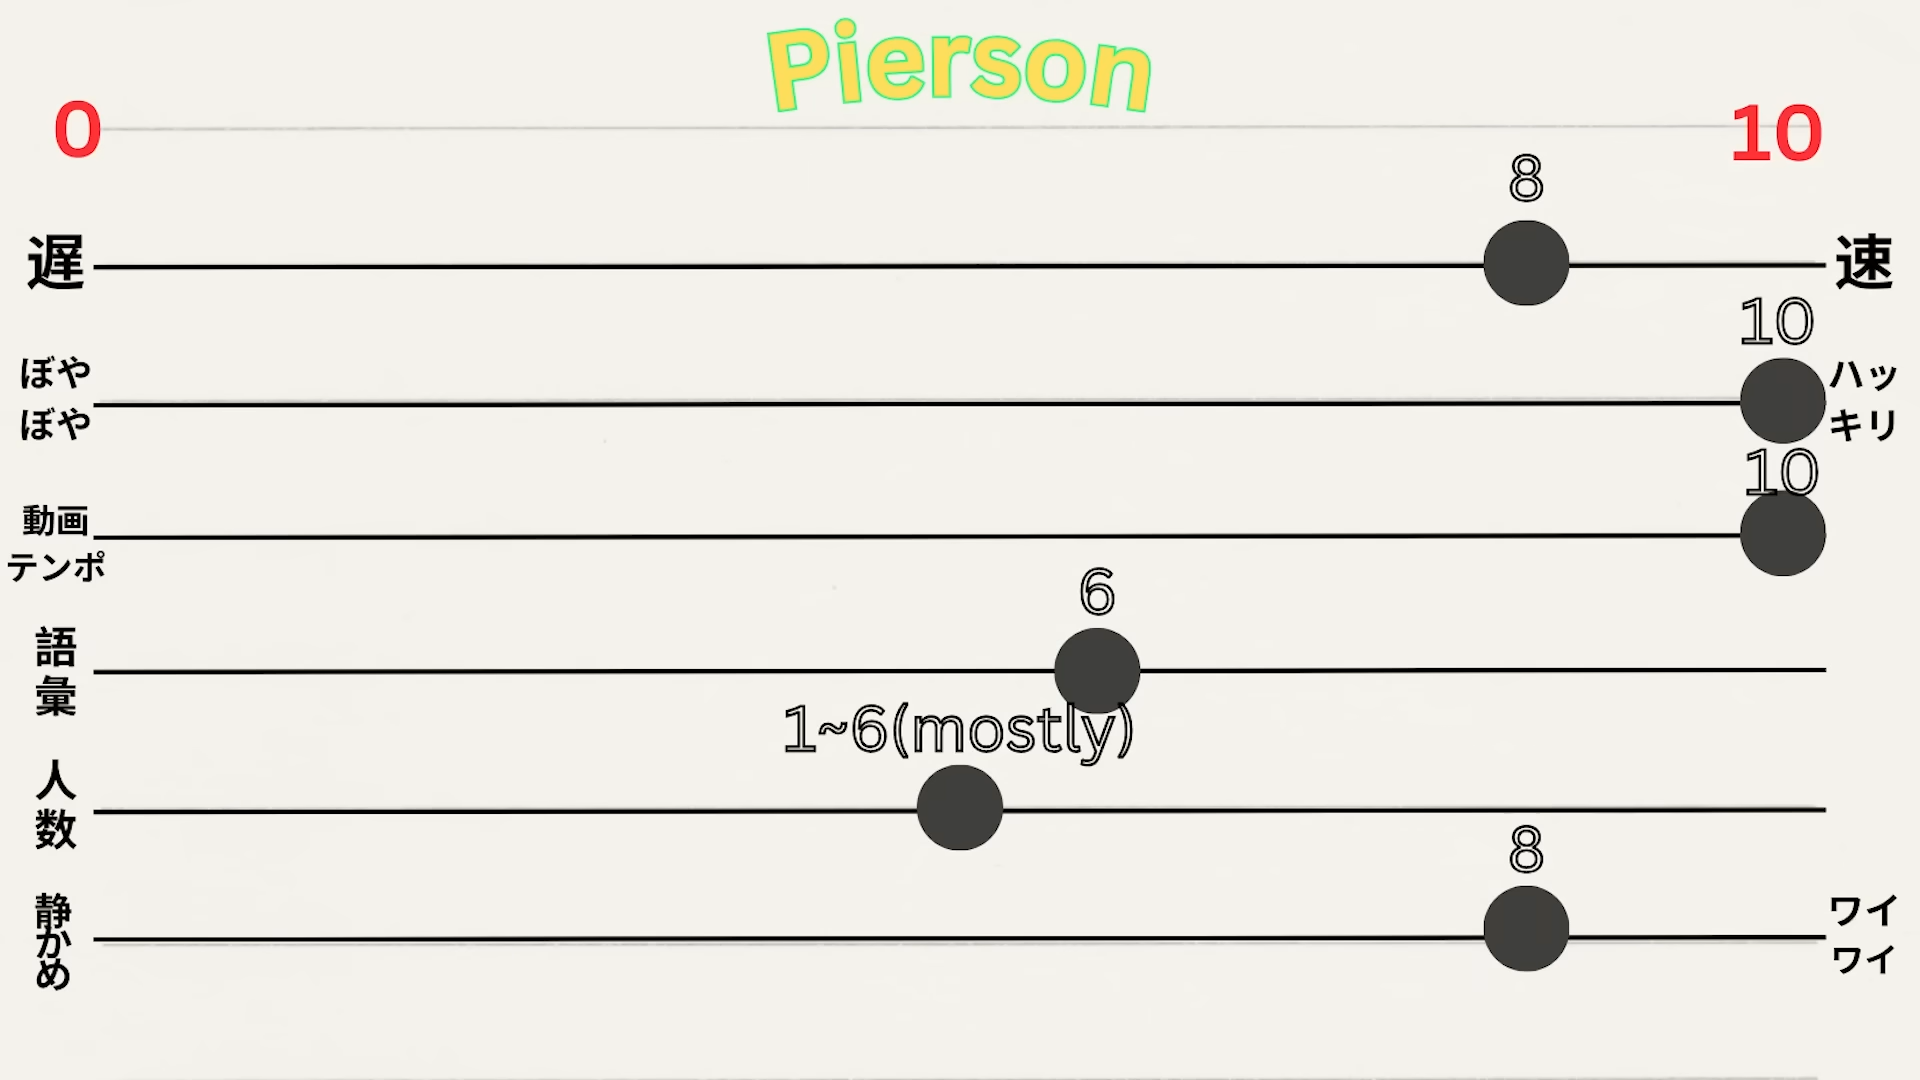 Pierson
0
10
8
遅
速
10
ぼや
ぼや
ハッ
キリ
10
動画
テンポ
6
語
彙
1~6(mostly)
人
数
8
静
か
め
ワイ
ワイ